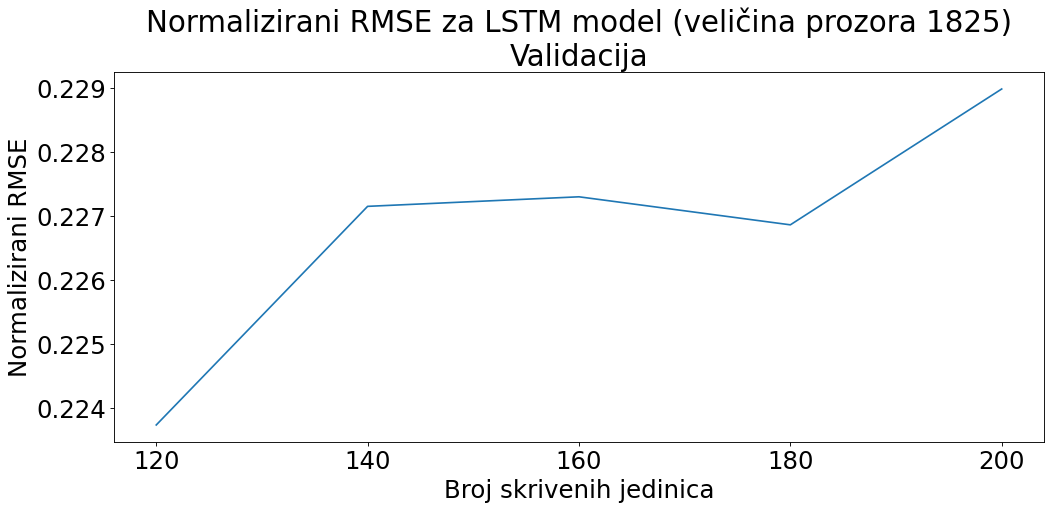 Normalizirani RMSE za LSTM model (veličina prozora 1825)
Validacija
Normalizirani RMSE
0.229
0.228
0.227
0.226
0.225
0.224
120 140 160 180 200
Broj skrivenih jedinica